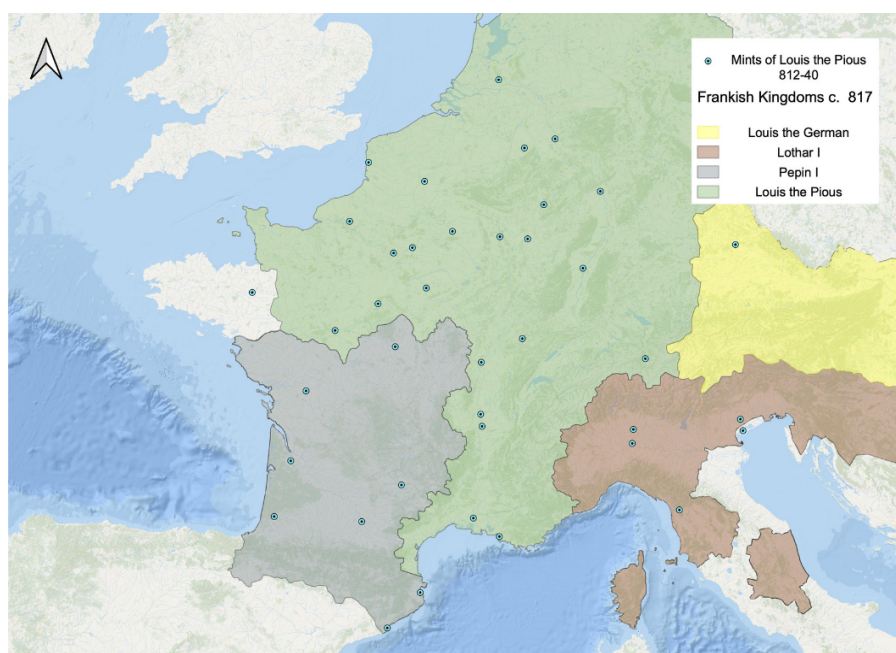 Mints of Louis the Pious
812-40
Frankish Kingdoms c. 817
Louis the German
Lothar I
Pepin I
Louis the Pious